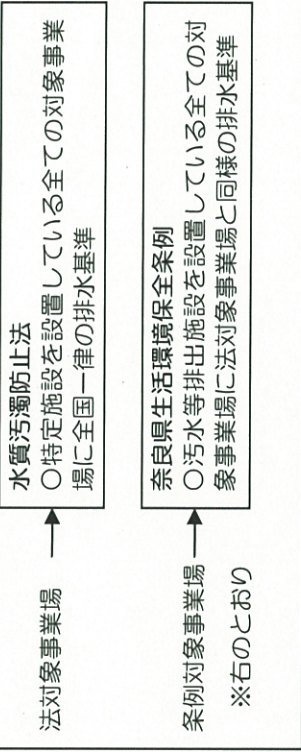 法対象事業場
水質汚濁防止法
○特定施設を設置している全ての対象事業
場に全国一律の排水基準
条例対象事業場
※右のとおり
奈良県生活環境保全条例
○汚水等排出施設を設置している全ての対
象事業場に法対象事業場と同様の排水基準